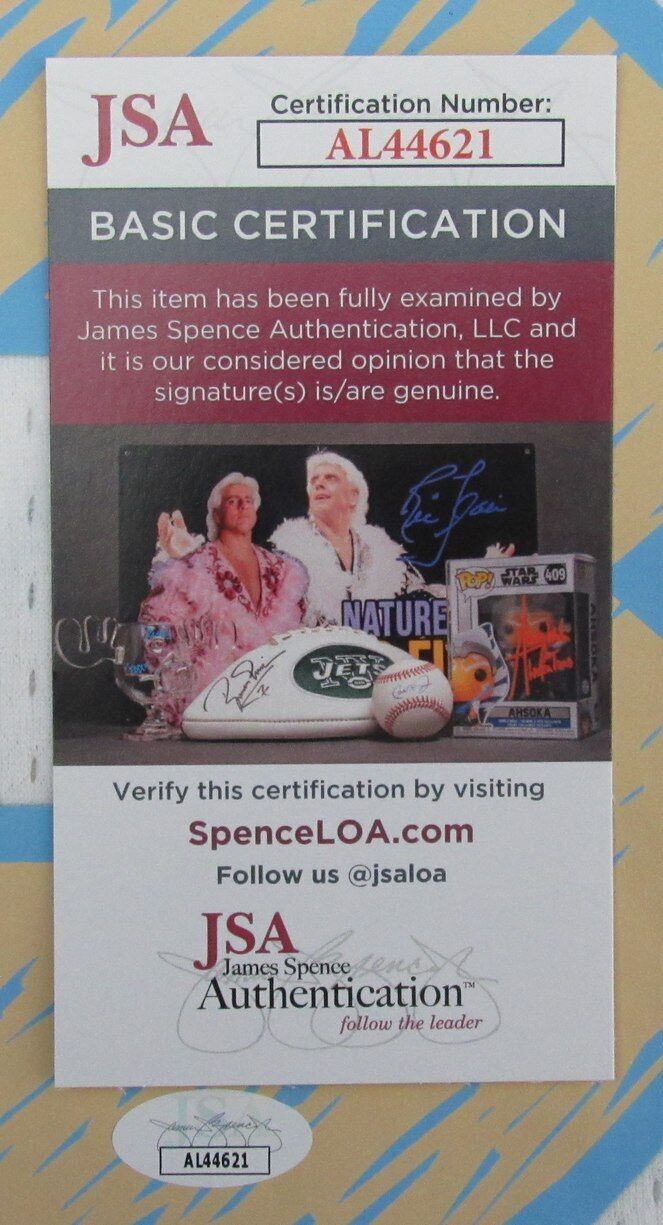 JSA
Certification Number:
AL44621
BASIC CERTIFICATION
This item has been fully examined by
James Spence Authentication, LLC and
it is our considered opinion that the
signature(s) is/are genuine.
POP! STAR WARS 409
NATURE
JETS
AHSOKA
AHSOKA
Verify this certification by visiting
SpenceLOA.com
Follow us @jsaloa
JSA
James Spence
Authentication™
follow the leader
JSA
AL44621